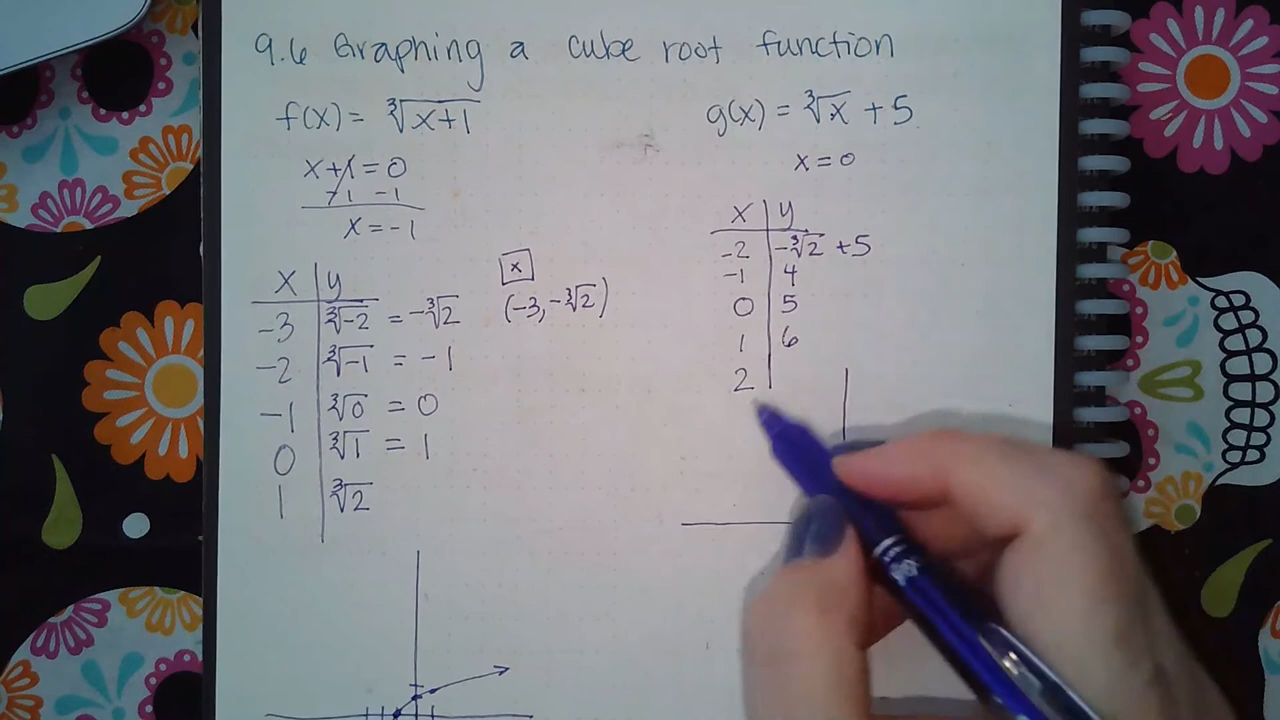 9.6 Graphing a cube root function
f(x) = ∛(x+1)
x+1 = 0
-1 -1
x = -1
x | y
-3 | ∛-2 = -∛2
-2 | ∛-1 = -1
-1 | ∛0 = 0
0 | ∛1 = 1
1 | ∛2
x
(-3, -∛2)
g(x) = ∛x + 5
x = 0
x | y
-2 | -∛2 + 5
-1 | 4
0 | 5
1 | 6
2